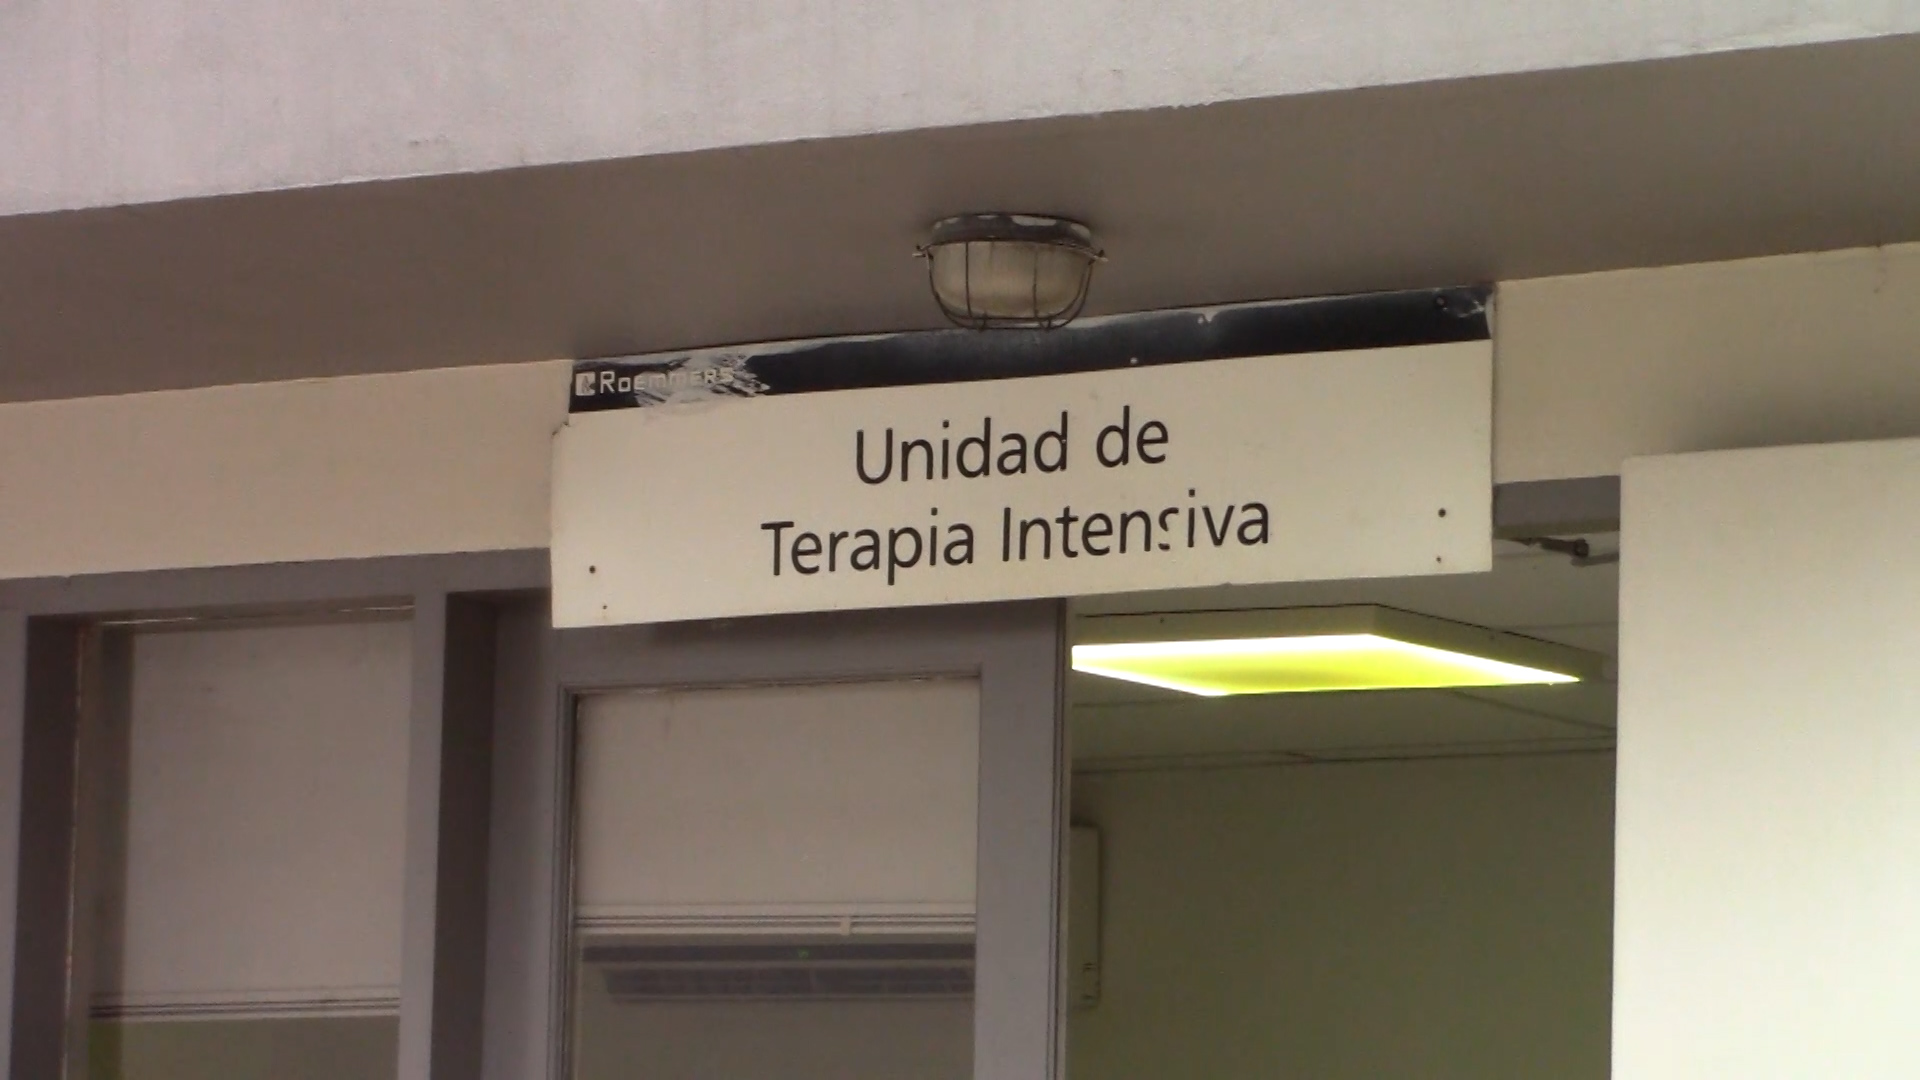 Roemmers
Unidad de
Terapia Intensiva